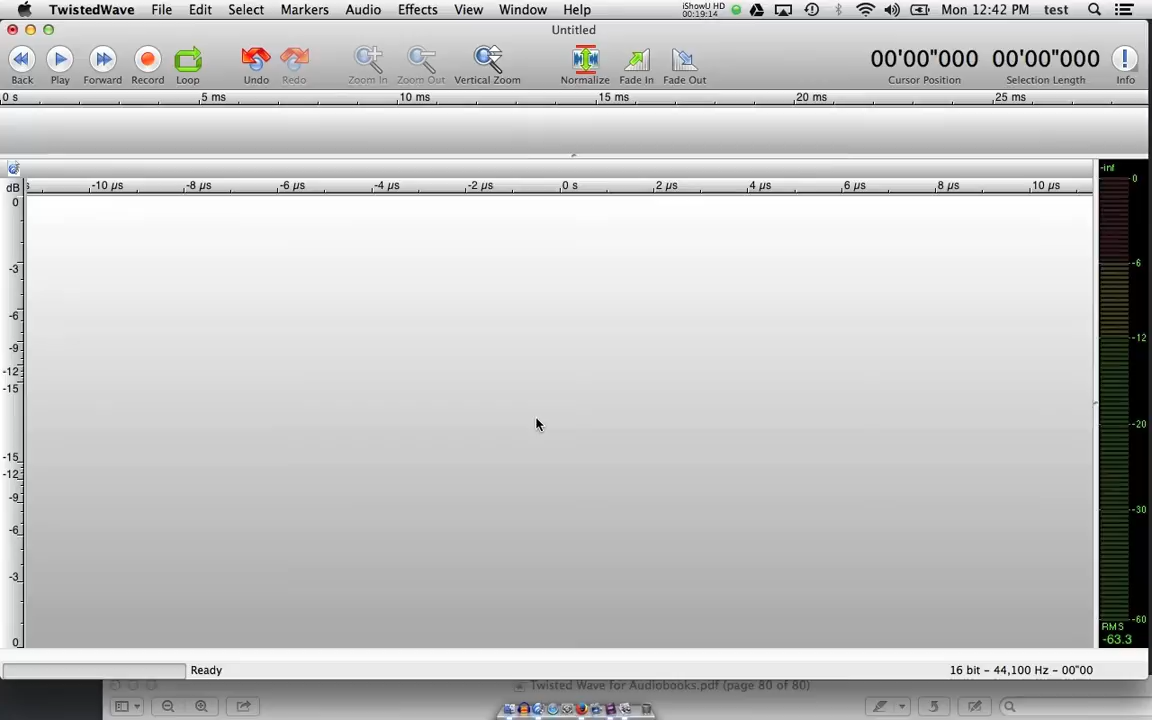 TwistedWave File Edit Select Markers Audio Effects View Window Help iShowU HD 00:19:14 Mon 12:42 PM test
Untitled
00'00"000 00'00"000
Back Play Forward Record Loop Undo Redo Zoom In Zoom Out Vertical Zoom Normalize Fade In Fade Out Cursor Position Selection Length Info
0 s 5 ms 10 ms 15 ms 20 ms 25 ms
-inf
0
dB -10 µs -8 µs -6 µs -4 µs -2 µs 0 s 2 µs 4 µs 6 µs 8 µs 10 µs
0
-3 -6
-6
-9 -12
-12
-15
-20
-15
-12
-9 -30
-6
-3
-60
RMS
0 -63.3
Ready 16 bit – 44,100 Hz – 00"00
Twisted Wave for Audiobooks.pdf (page 80 of 80)